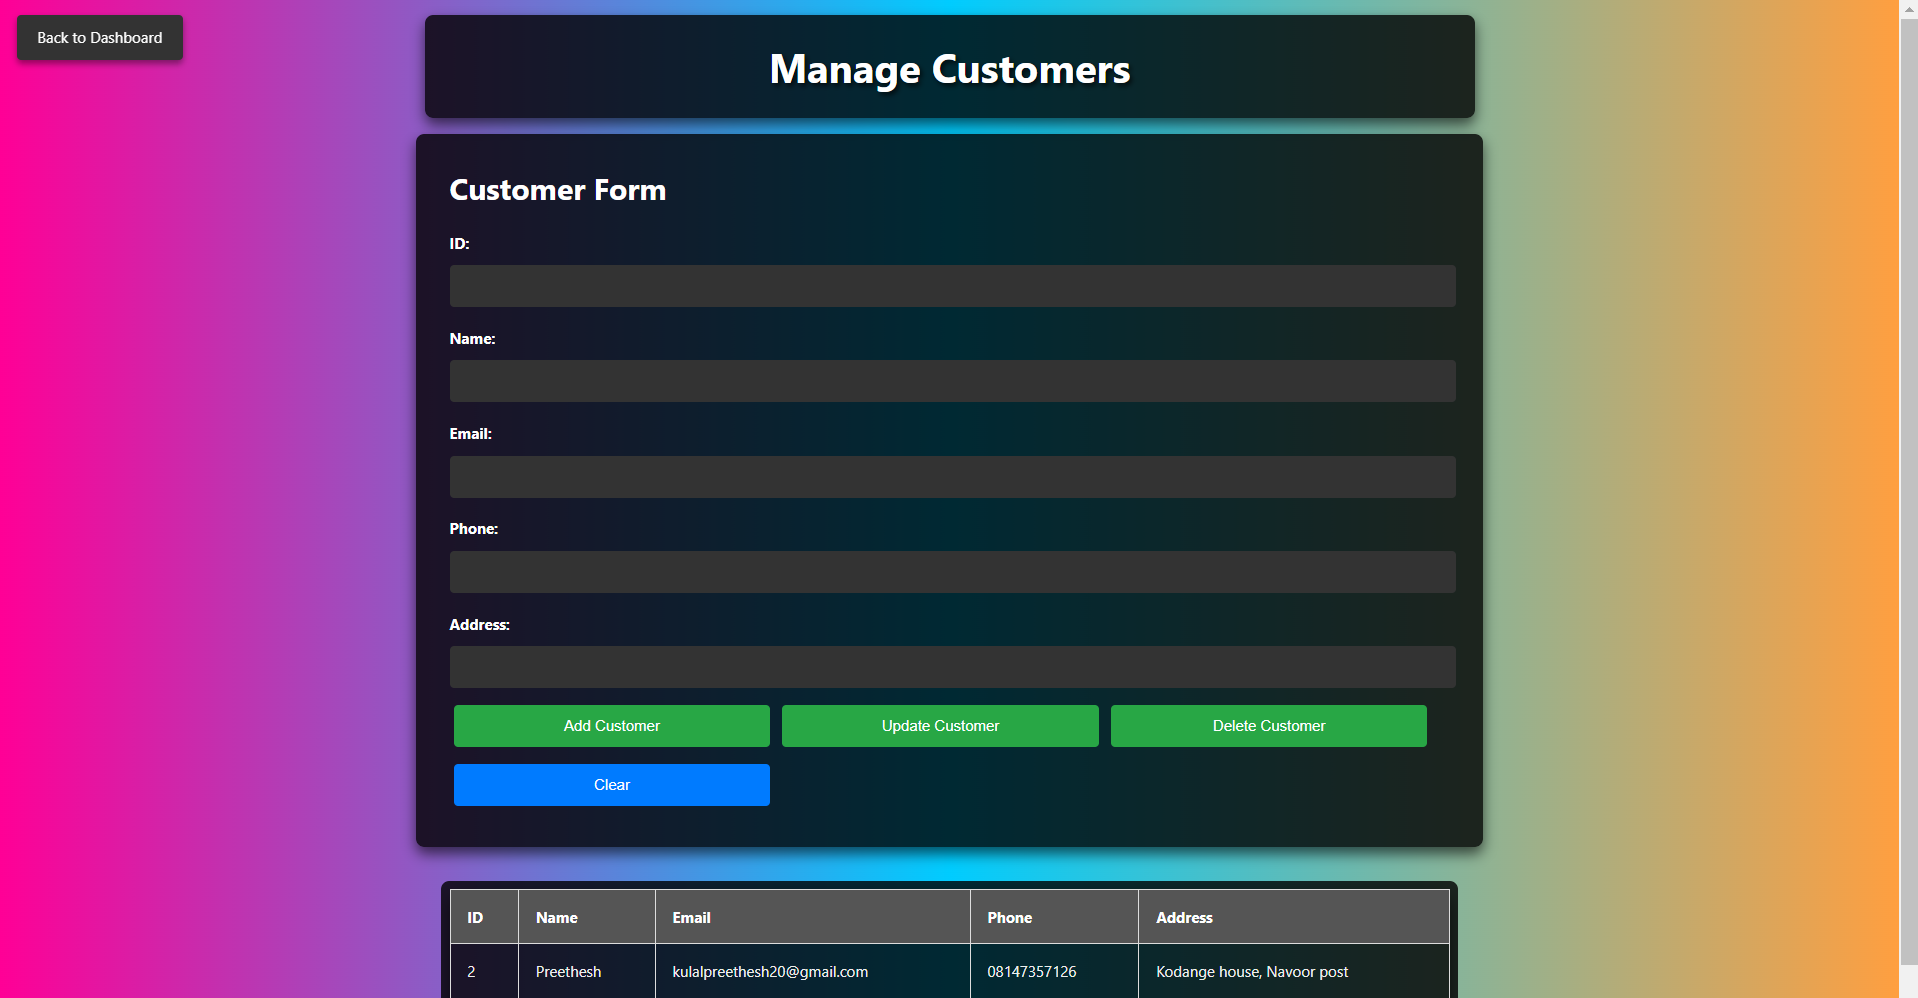 Back to Dashboard
Manage Customers
Customer Form
ID:
Name:
Email:
Phone:
Address:
Add Customer Update Customer Delete Customer
Clear
ID Name Email Phone Address
2 Preethesh kulalpreethesh20@gmail.com 08147357126 Kodange house, Navoor post